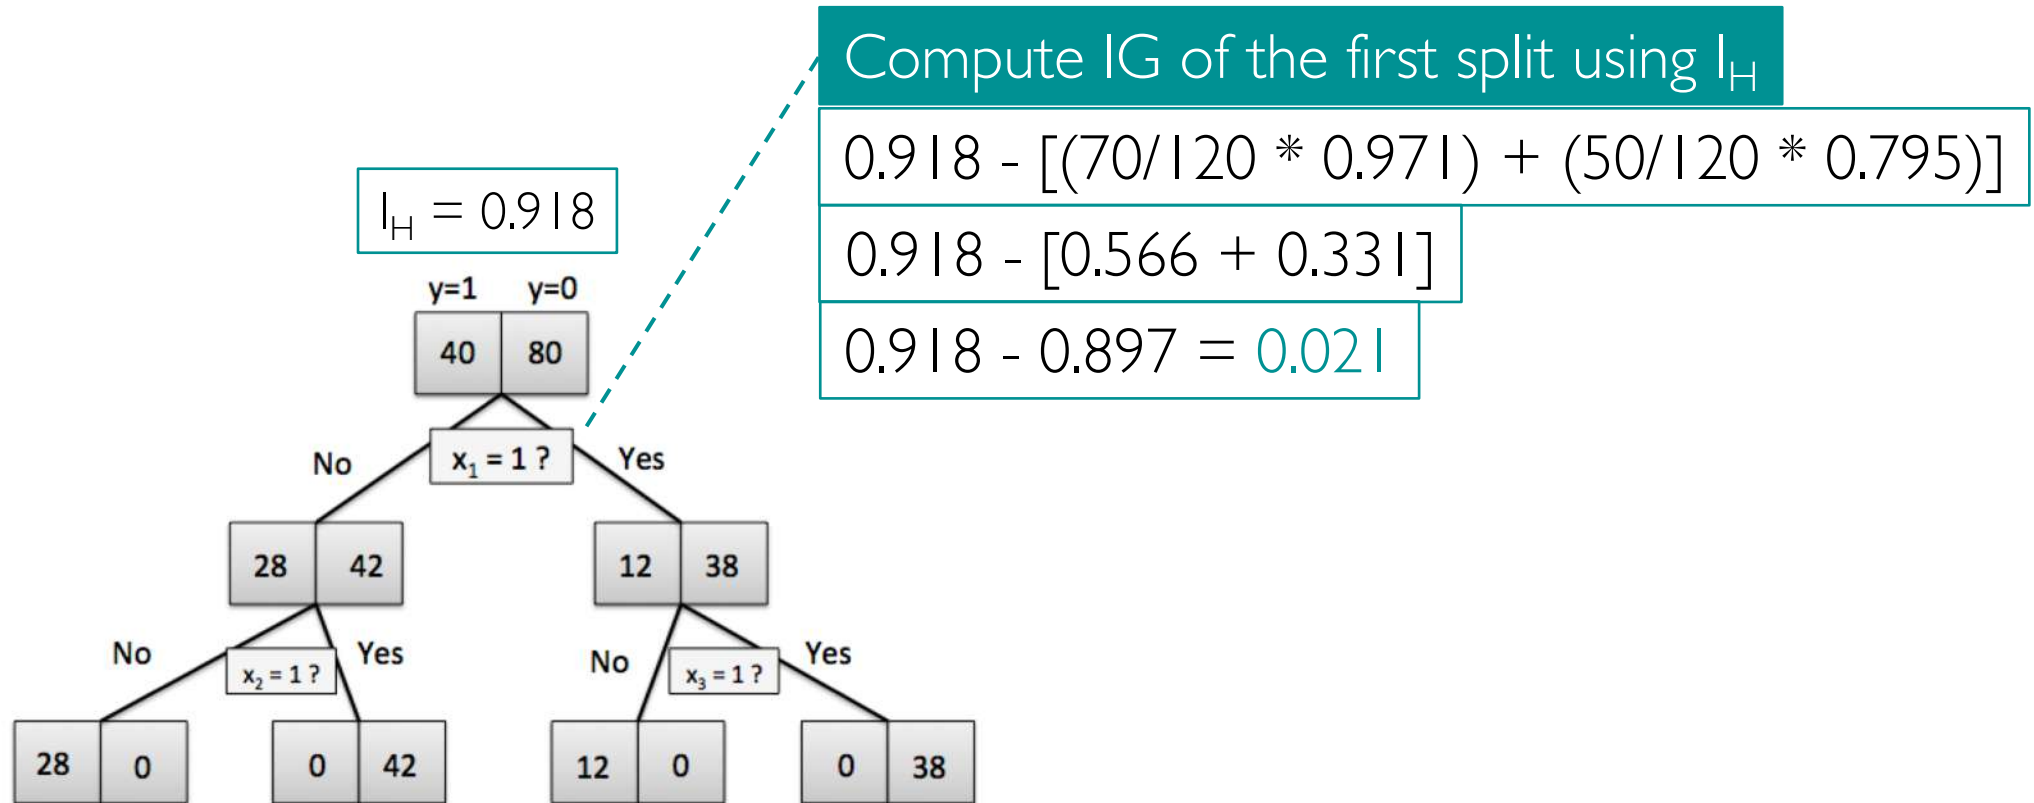 Compute IG of the first split using I_H
0.918 - [(70/120 * 0.971) + (50/120 * 0.795)]
I_H = 0.918
0.918 - [0.566 + 0.331]
y=1 y=0
0.918 - 0.897 = 0.021
40 80
No x₁ = 1 ? Yes
28 42 12 38
No x₂ = 1 ? Yes No x₃ = 1 ? Yes
28 0 0 42 12 0 0 38